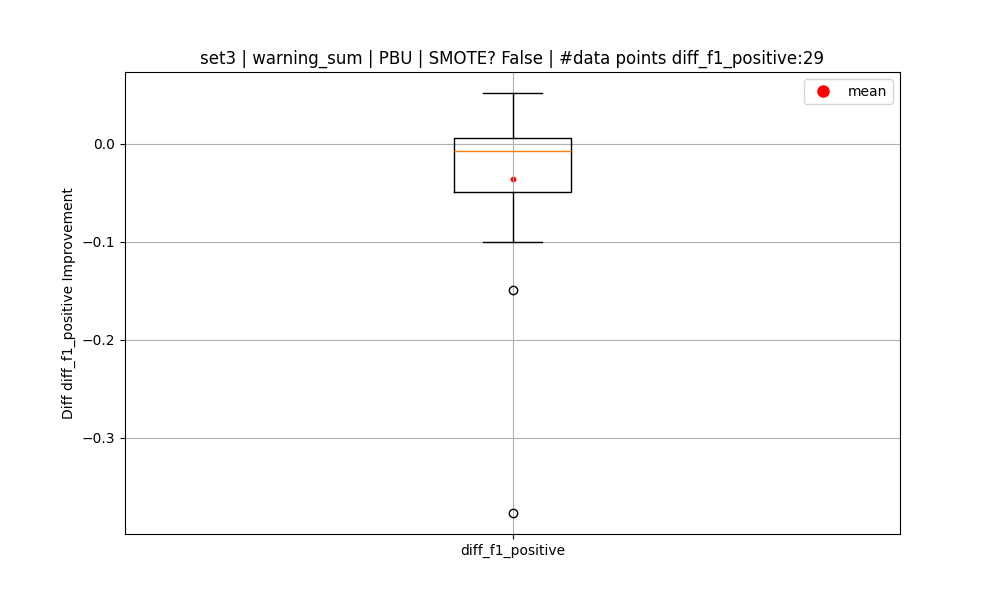 set3 | warning_sum | PBU | SMOTE? False | #data points diff_f1_positive:29
mean
0.0
−0.1
−0.2
−0.3
Diff diff_f1_positive Improvement
diff_f1_positive